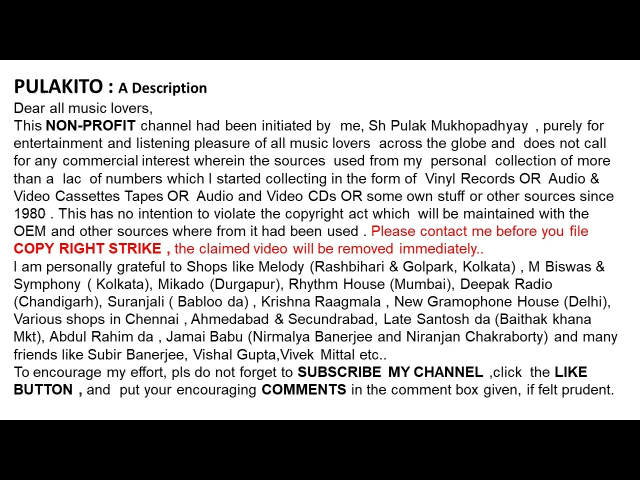 PULAKITO : A Description
Dear all music lovers,
This NON-PROFIT channel had been initiated by me, Sh Pulak Mukhopadhyay , purely for
entertainment and listening pleasure of all music lovers across the globe and does not call
for any commercial interest wherein the sources used from my personal collection of more
than a lac of numbers which I started collecting in the form of Vinyl Records OR Audio &
Video Cassettes Tapes OR Audio and Video CDs OR some own stuff or other sources since
1980 . This has no intention to violate the copyright act which will be maintained with the
OEM and other sources where from it had been used . Please contact me before you file
COPY RIGHT STRIKE , the claimed video will be removed immediately..
I am personally grateful to Shops like Melody (Rashbihari & Golpark, Kolkata) , M Biswas &
Symphony ( Kolkata), Mikado (Durgapur), Rhythm House (Mumbai), Deepak Radio
(Chandigarh), Suranjali ( Babloo da) , Krishna Raagmala , New Gramophone House (Delhi),
Various shops in Chennai , Ahmedabad & Secundrabad, Late Santosh da (Baithak khana
Mkt), Abdul Rahim da , Jamai Babu (Nirmalya Banerjee and Niranjan Chakraborty) and many
friends like Subir Banerjee, Vishal Gupta,Vivek Mittal etc..
To encourage my effort, pls do not forget to SUBSCRIBE MY CHANNEL ,click the LIKE
BUTTON , and put your encouraging COMMENTS in the comment box given, if felt prudent.